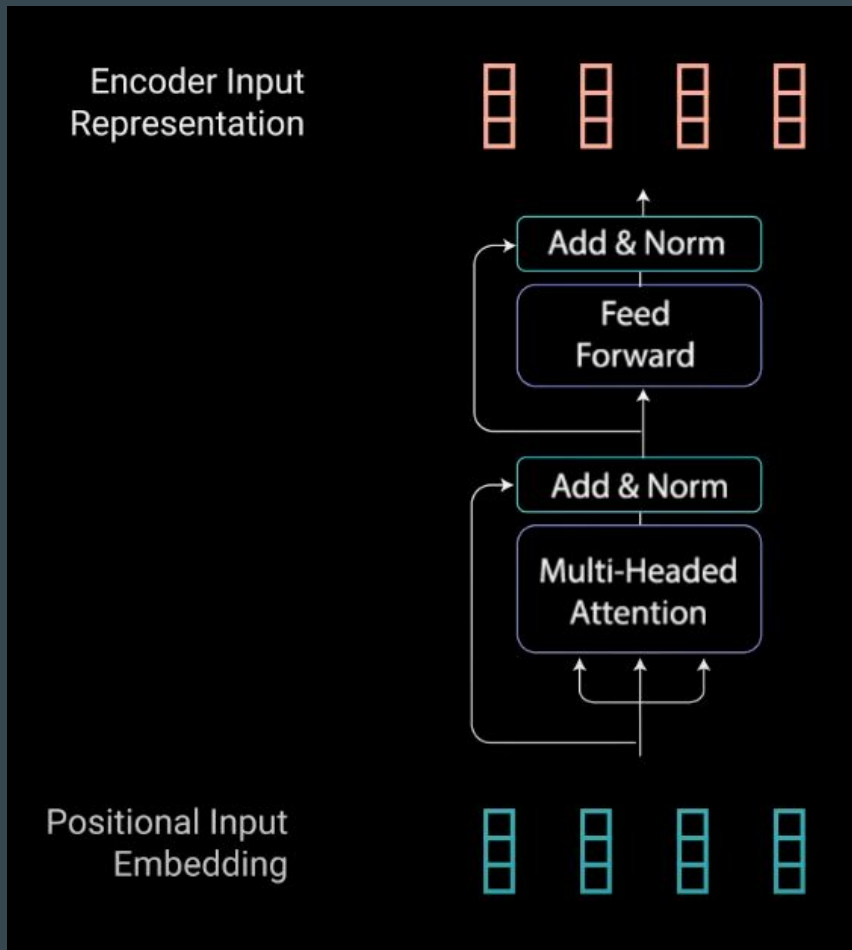 Encoder Input
Representation
Add & Norm
Feed
Forward
Add & Norm
Multi-Headed
Attention
Positional Input
Embedding